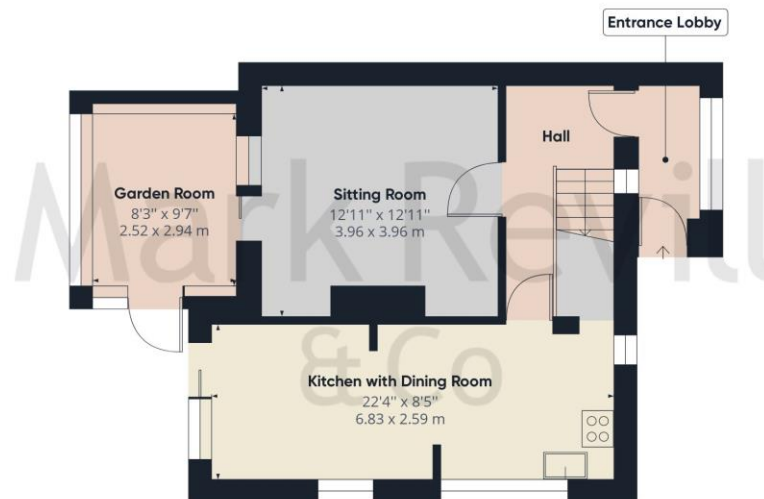 Entrance Lobby
Hall
Garden Room
8'3" x 9'7"
2.52 x 2.94 m
Sitting Room
12'11" x 12'11"
3.96 x 3.96 m
Mark Revill
& Co
Kitchen with Dining Room
22'4" x 8'5"
6.83 x 2.59 m